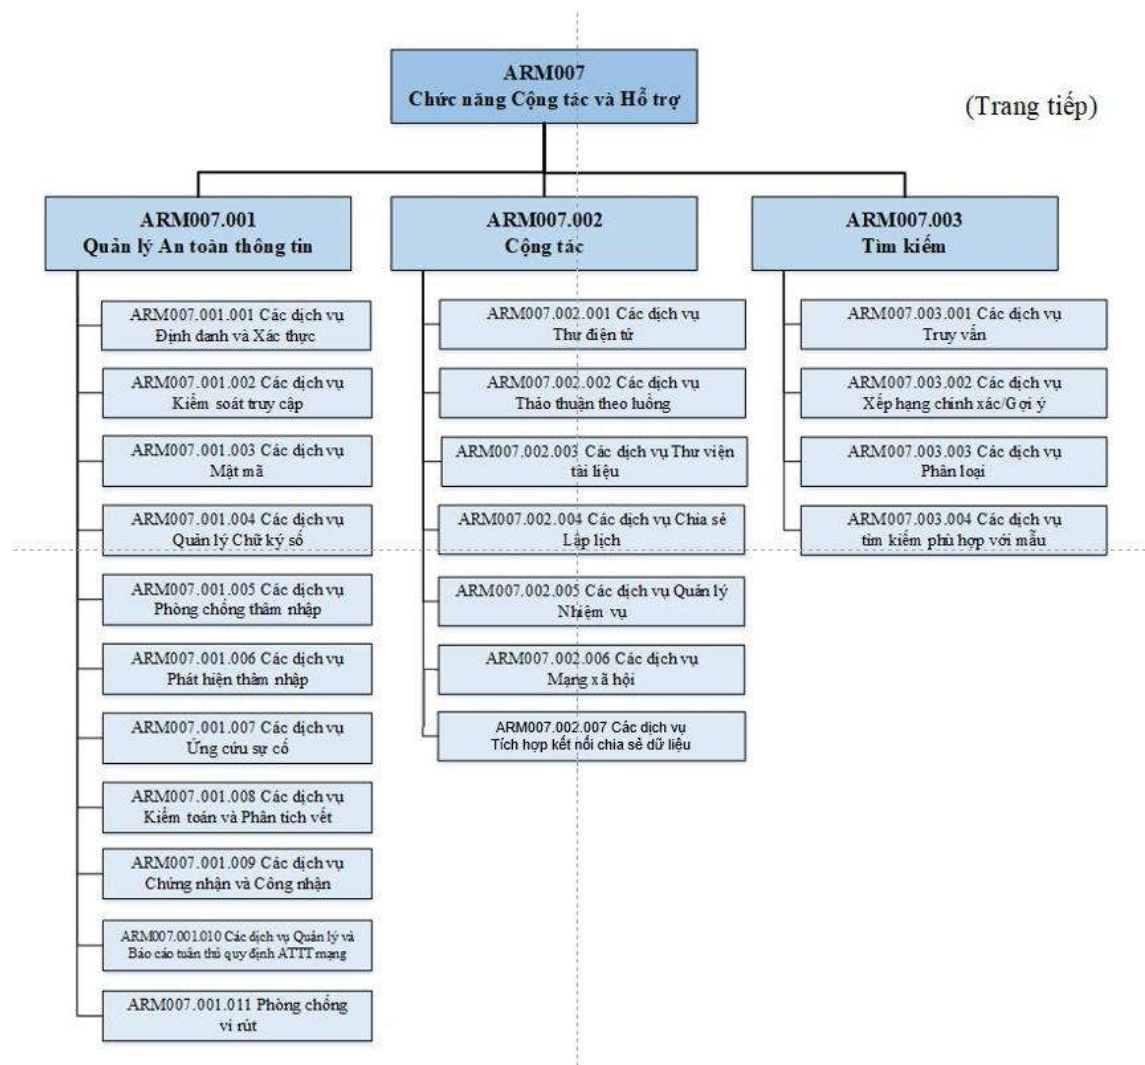 ARM007
Chức năng Cộng tác và Hỗ trợ
(Trang tiếp)
ARM007.001
Quản lý An toàn thông tin
ARM007.001.001 Các dịch vụ
Định danh và Xác thực
ARM007.001.002 Các dịch vụ
Kiểm soát truy cập
ARM007.001.003 Các dịch vụ
Mật mã
ARM007.001.004 Các dịch vụ
Quản lý Chữ ký số
ARM007.001.005 Các dịch vụ
Phòng chống thâm nhập
ARM007.001.006 Các dịch vụ
Phát hiện thâm nhập
ARM007.001.007 Các dịch vụ
Ứng cứu sự cố
ARM007.001.008 Các dịch vụ
Kiểm toán và Phân tích vết
ARM007.001.009 Các dịch vụ
Chứng nhận và Công nhận
ARM007.001.010 Các dịch vụ Quản lý và
Báo cáo tuân thủ quy định ATTT mạng
ARM007.001.011 Phòng chống
vi rút
ARM007.002
Cộng tác
ARM007.002.001 Các dịch vụ
Thư điện tử
ARM007.002.002 Các dịch vụ
Thảo thuận theo luồng
ARM007.002.003 Các dịch vụ Thư viện
tài liệu
ARM007.002.004 Các dịch vụ Chia sẻ
Lập lịch
ARM007.002.005 Các dịch vụ Quản lý
Nhiệm vụ
ARM007.002.006 Các dịch vụ
Mạng xã hội
ARM007.002.007 Các dịch vụ
Tích hợp kết nối chia sẻ dữ liệu
ARM007.003
Tìm kiếm
ARM007.003.001 Các dịch vụ
Truy vấn
ARM007.003.002 Các dịch vụ
Xếp hạng chính xác/Gợi ý
ARM007.003.003 Các dịch vụ
Phân loại
ARM007.003.004 Các dịch vụ
tìm kiếm phù hợp với mẫu